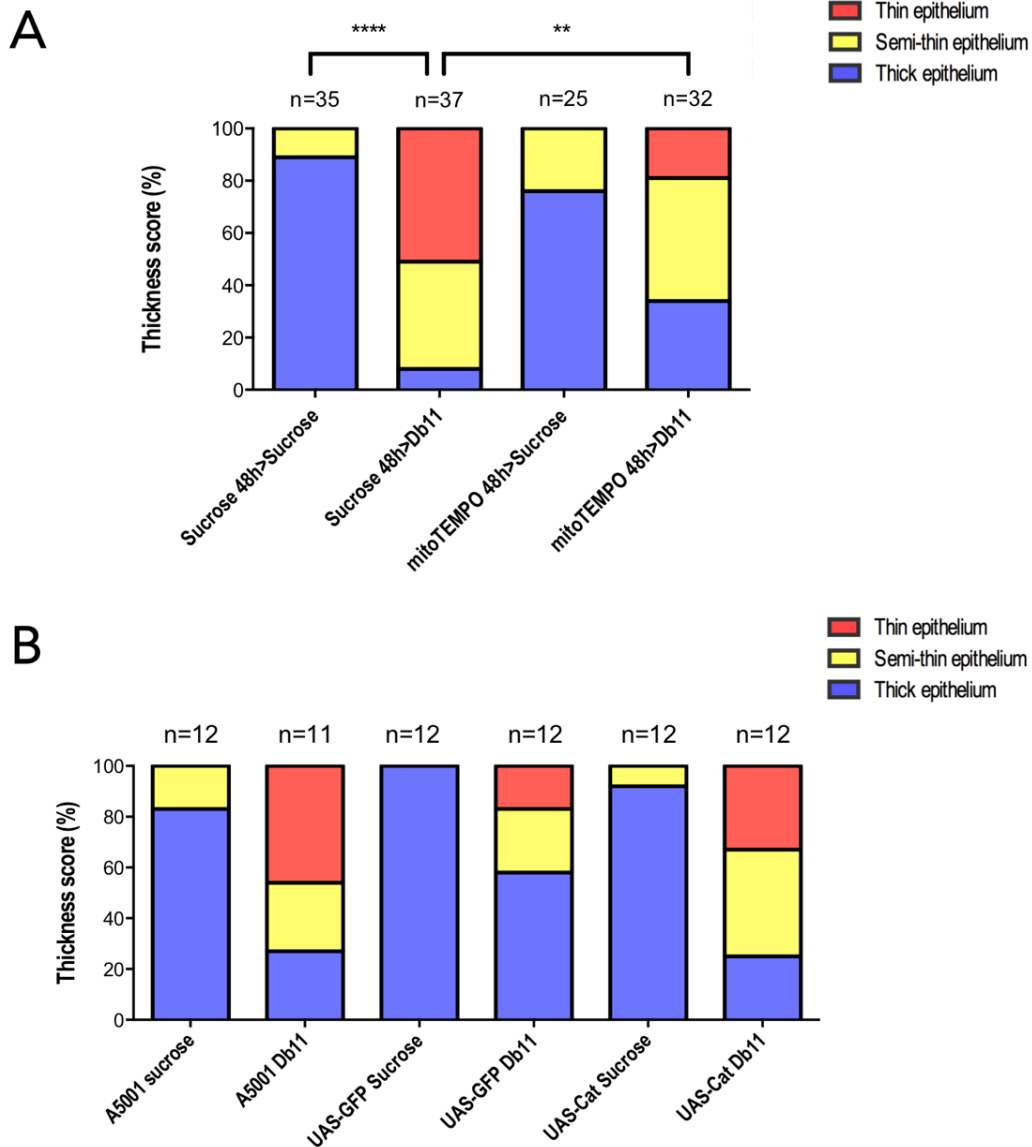 A
Thin epithelium
Semi-thin epithelium
Thick epithelium
**** **
n=35 n=37 n=25 n=32
Thickness score (%)
100
80
60
40
20
0
Sucrose 48h>Sucrose
Sucrose 48h>Db11
mitoTEMPO 48h>Sucrose
mitoTEMPO 48h>Db11
B
Thin epithelium
Semi-thin epithelium
Thick epithelium
n=12 n=11 n=12 n=12 n=12 n=12
Thickness score (%)
100
80
60
40
20
0
A5001 sucrose
A5001 Db11
UAS-GFP Sucrose
UAS-GFP Db11
UAS-Cat Sucrose
UAS-Cat Db11